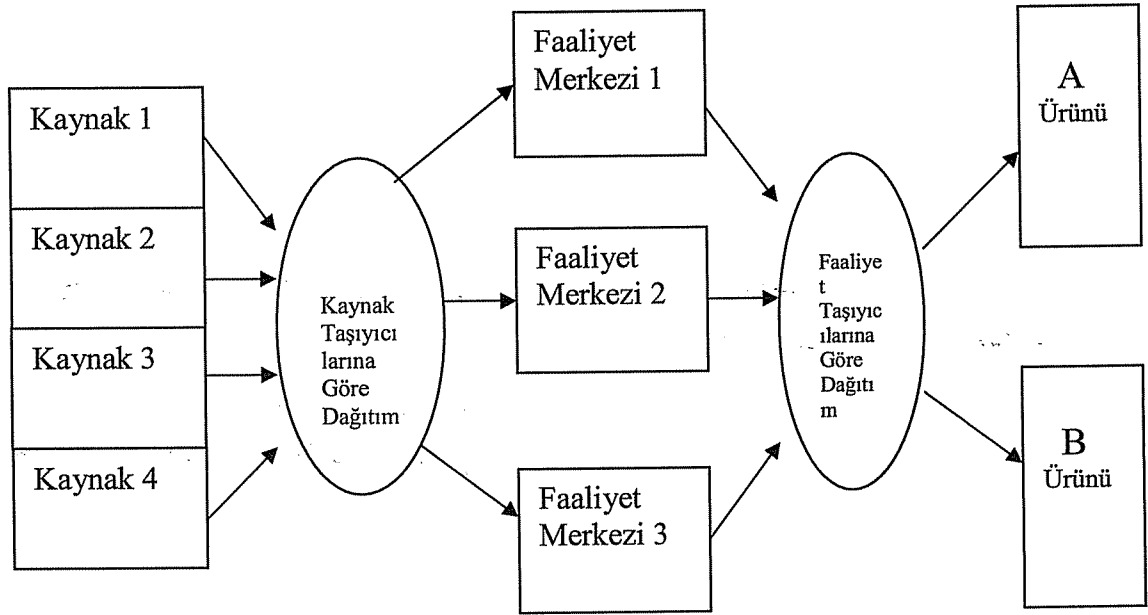 Kaynak 1
Kaynak 2
Kaynak 3
Kaynak 4
Kaynak
Taşıyıcı
larına
Göre
Dağıtım
Faaliyet
Merkezi 1
Faaliyet
Merkezi 2
Faaliyet
Merkezi 3
Faaliye
t
Taşıyıc
ılarına
Göre
Dağıtı
m
A
Ürünü
B
Ürünü